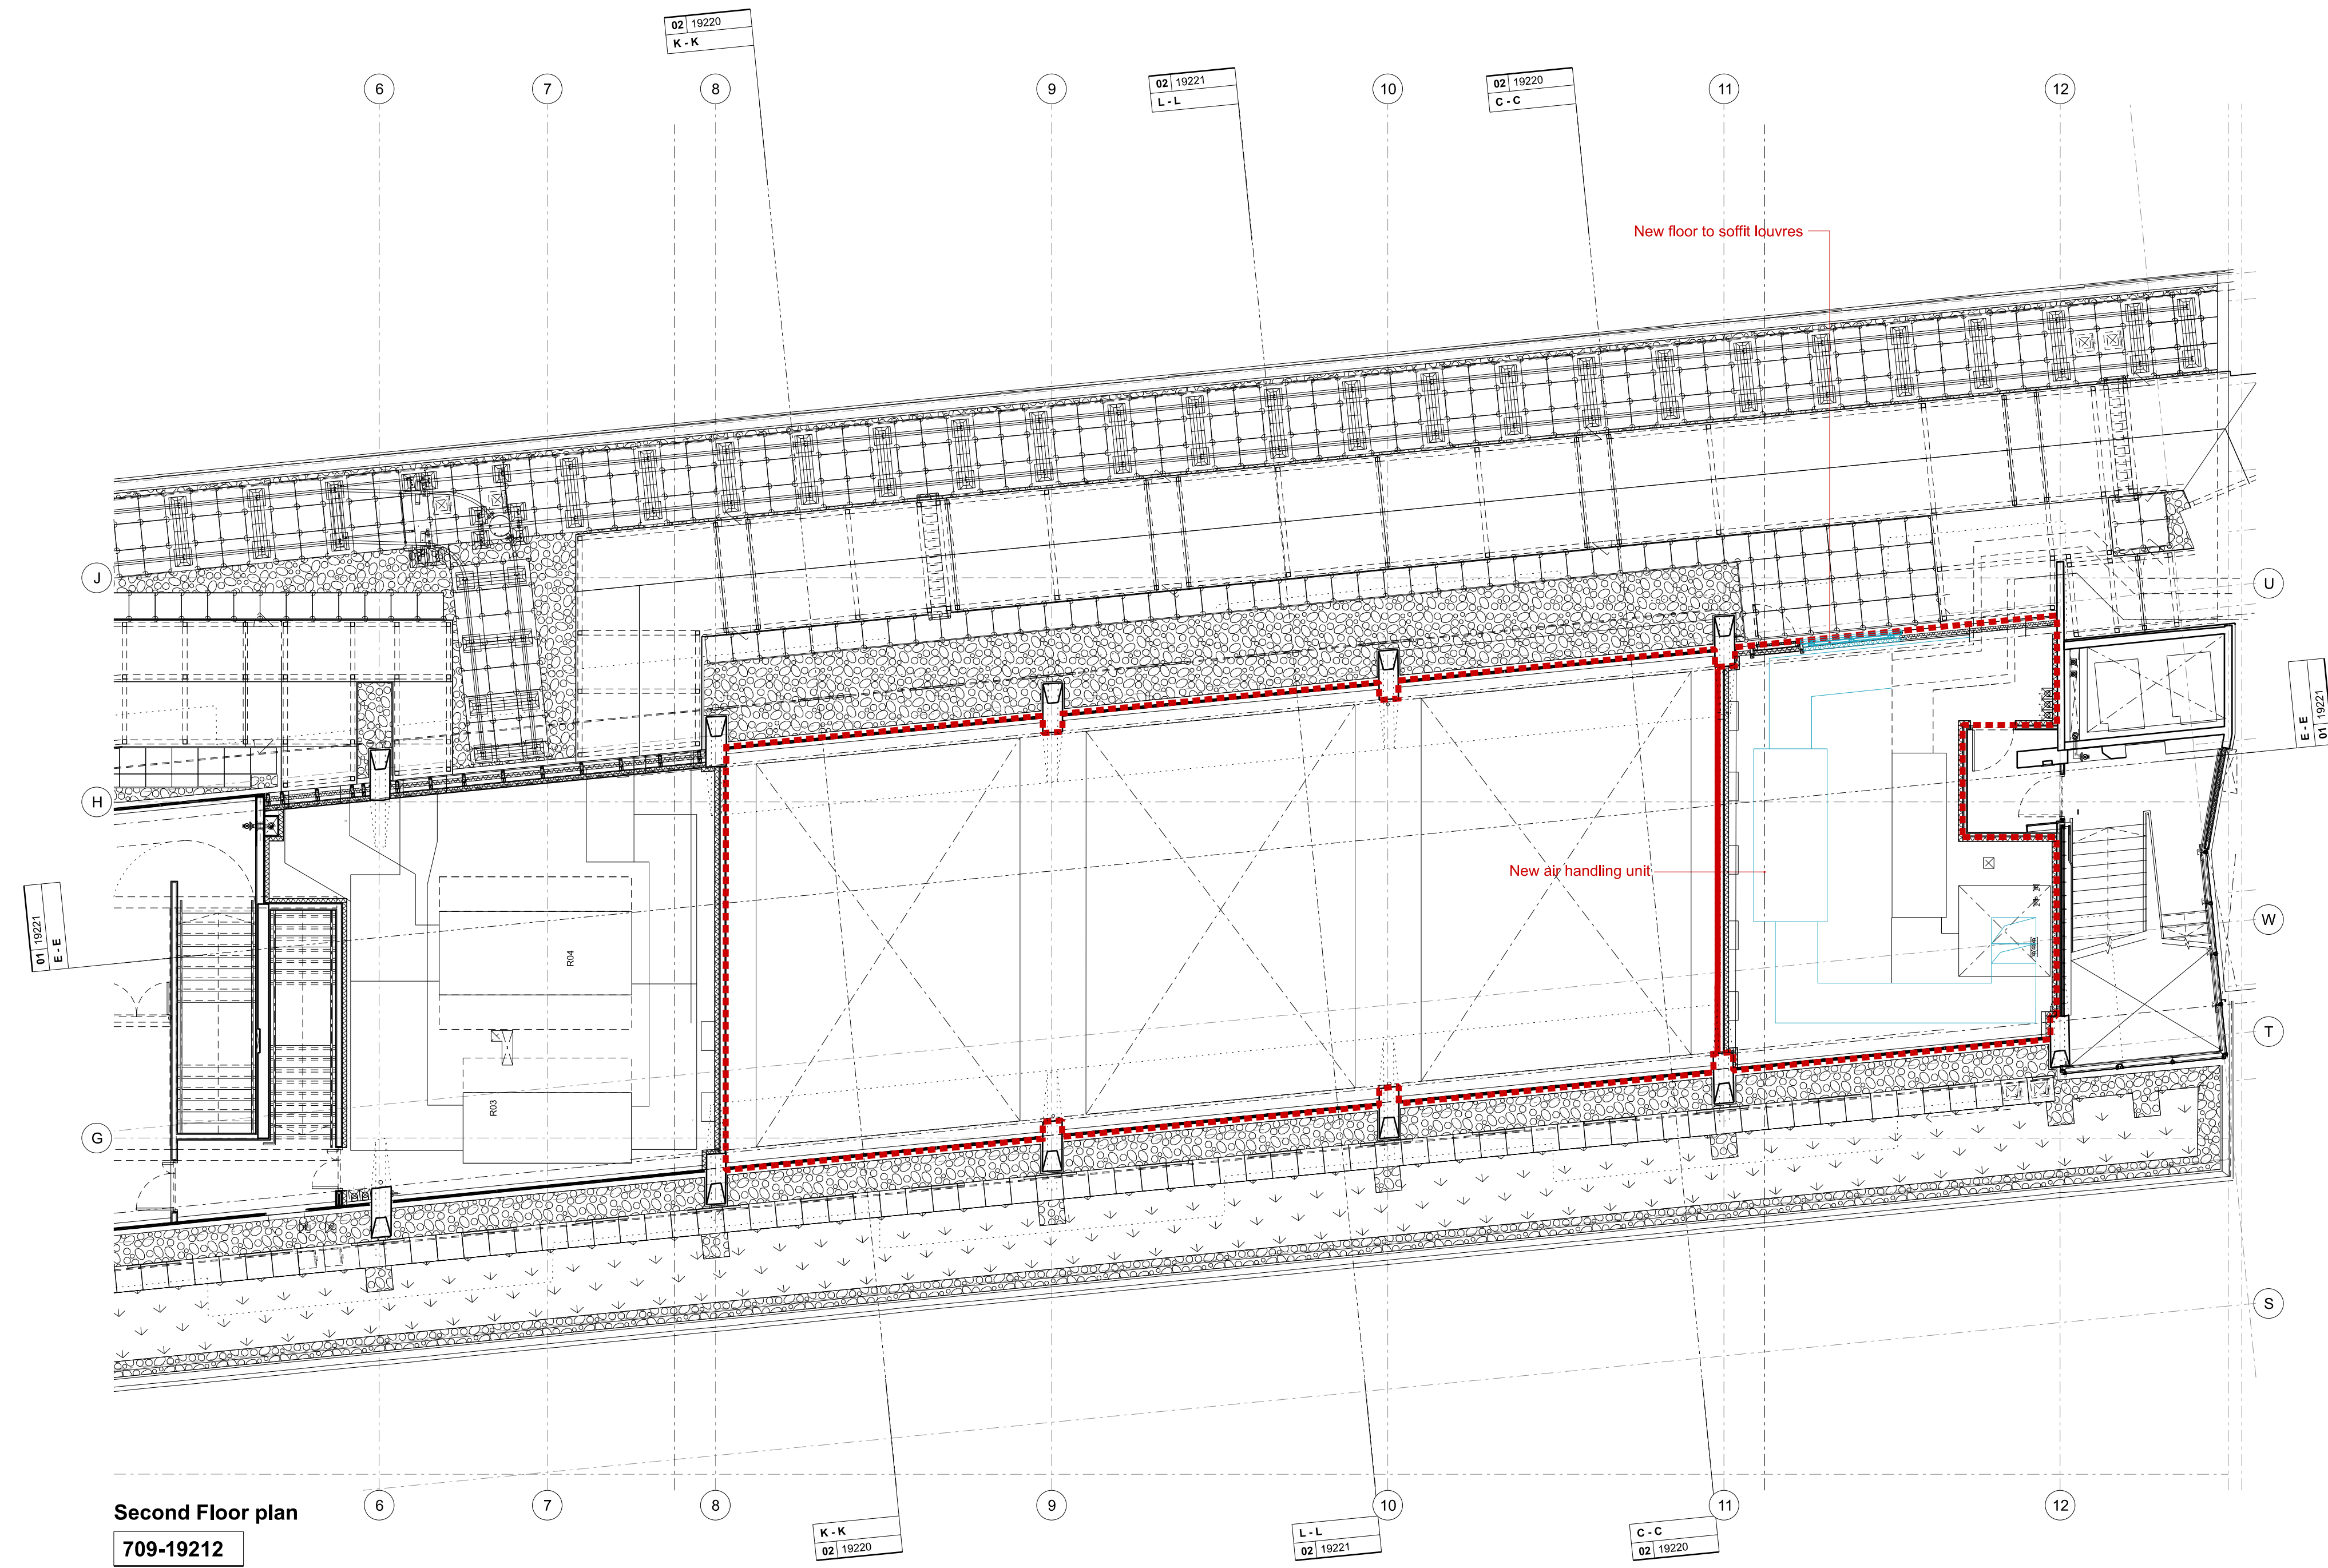 02 19220
K - K
02 19221
L - L
02 19220
C - C
6 7 8 9 10 11 12
New floor to soffit louvres
J
U
H
E - E
01 19221
New air handling unit
01 19221
E - E
W
R04
T
R03
G
S
6 7 8 9 10 11 12
Second Floor plan
709-19212
K - K
02 19220
L - L
02 19221
C - C
02 19220